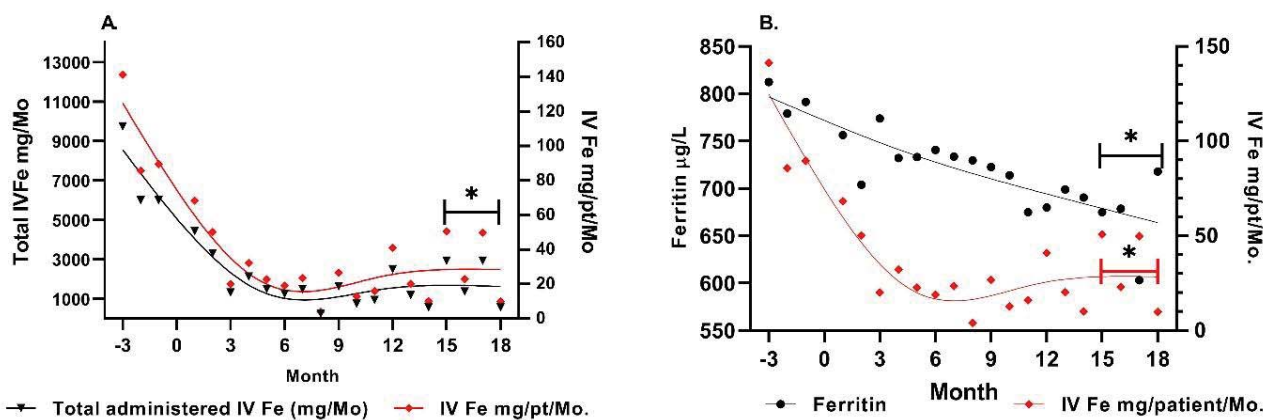 A.
Total IVFe mg/Mo
13000
11000
9000
7000
5000
3000
1000
160
140
120
100
80
60
40
20
0
IV Fe mg/pt/Mo
*
-3 0 3 6 9 12 15 18
Month
Total administered IV Fe (mg/Mo) IV Fe mg/pt/Mo.
B.
Ferritin µg/L
850
800
750
700
650
600
550
150
100
50
0
IV Fe mg/pt/Mo.
*
*
-3 0 3 6 9 12 15 18
Month
Ferritin IV Fe mg/patient/Mo.